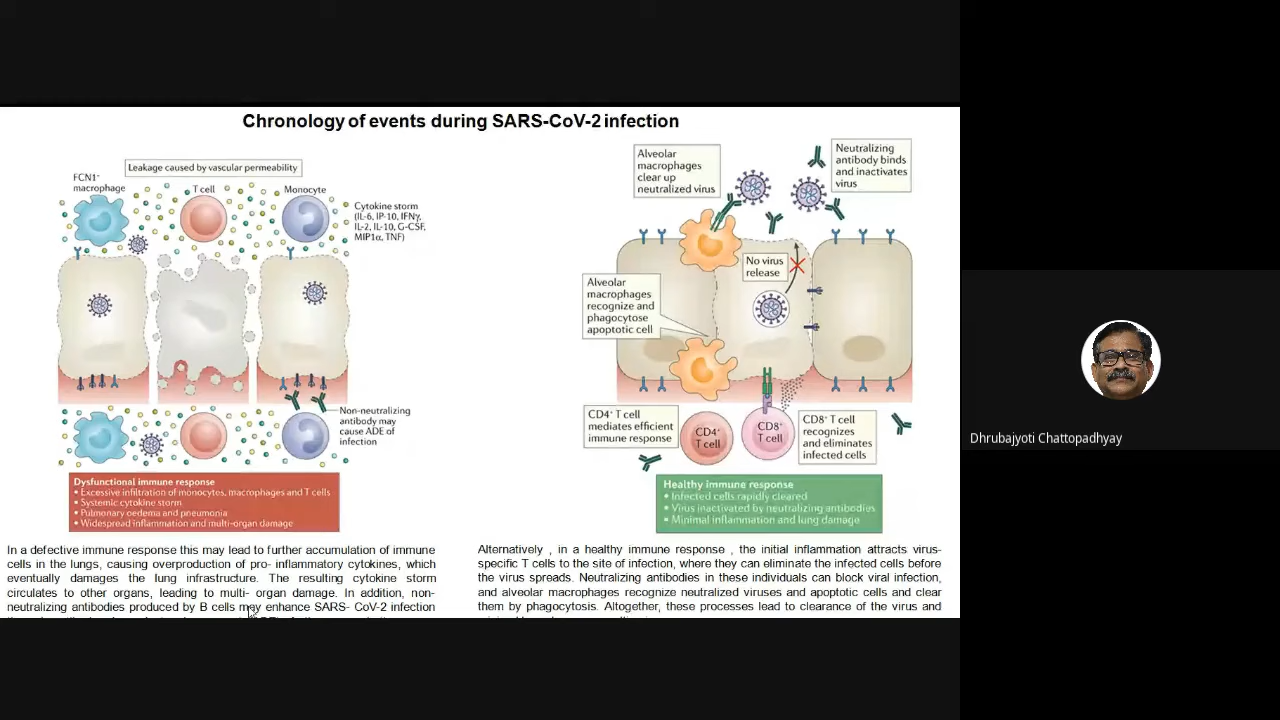 Chronology of events during SARS-CoV-2 infection
Leakage caused by vascular permeability
FCN1⁺
macrophage
T cell
Monocyte
Cytokine storm
(IL-6, IP-10, IFNγ,
IL-2, IL-10, G-CSF,
MIP1α, TNF)
Non-neutralizing
antibody may
cause ADE of
infection
Dysfunctional immune response
• Excessive infiltration of monocytes, macrophages and T cells
• Systemic cytokine storm
• Pulmonary oedema and pneumonia
• Widespread inflammation and multi-organ damage
In a defective immune response this may lead to further accumulation of immune
cells in the lungs, causing overproduction of pro- inflammatory cytokines, which
eventually damages the lung infrastructure. The resulting cytokine storm
circulates to other organs, leading to multi- organ damage. In addition, non-
neutralizing antibodies produced by B cells may enhance SARS- CoV-2 infection
Alveolar
macrophages
clear up
neutralized virus
Neutralizing
antibody binds
and inactivates
virus
No virus
release
Alveolar
macrophages
recognize and
phagocytose
apoptotic cell
CD4⁺ T cell
mediates efficient
immune response
CD4⁺
T cell
CD8⁺
T cell
CD8⁺ T cell
recognizes
and eliminates
infected cells
Healthy immune response
• Infected cells rapidly cleared
• Virus inactivated by neutralizing antibodies
• Minimal inflammation and lung damage
Alternatively , in a healthy immune response , the initial inflammation attracts virus-
specific T cells to the site of infection, where they can eliminate the infected cells before
the virus spreads. Neutralizing antibodies in these individuals can block viral infection,
and alveolar macrophages recognize neutralized viruses and apoptotic cells and clear
them by phagocytosis. Altogether, these processes lead to clearance of the virus and
Dhrubajyoti Chattopadhyay